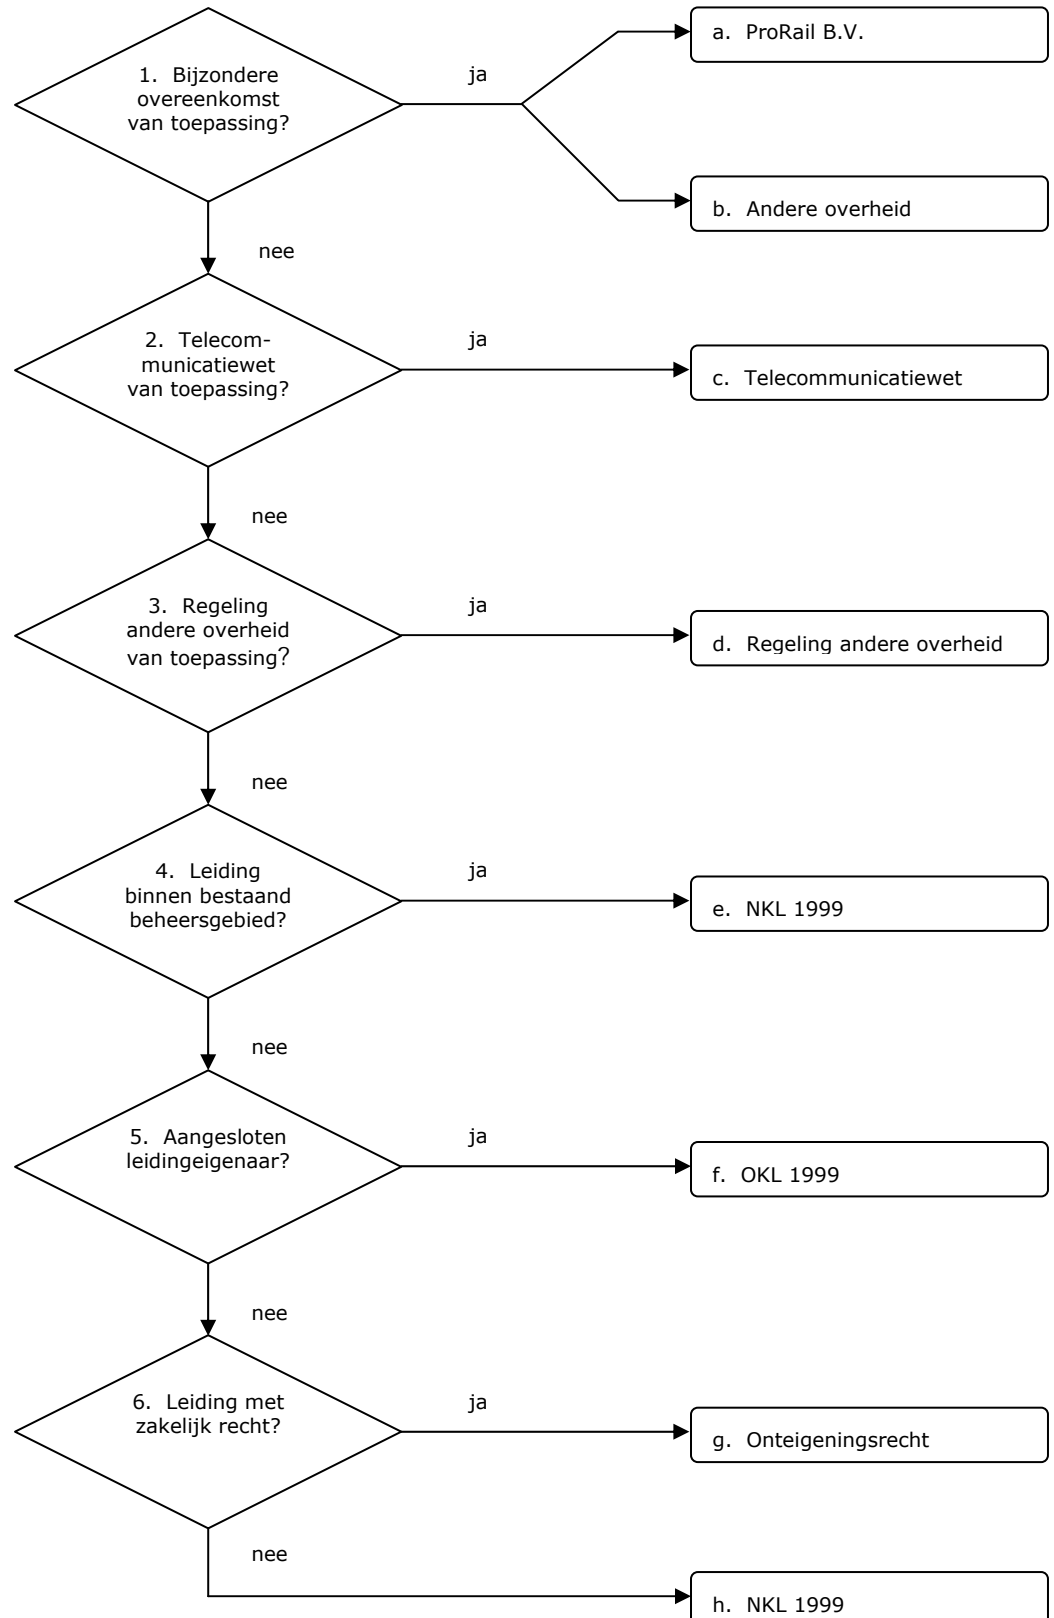 1. Bijzondere
overeenkomst
van toepassing?
ja
a. ProRail B.V.
b. Andere overheid
nee
2. Telecom-
municatiewet
van toepassing?
ja
c. Telecommunicatiewet
nee
3. Regeling
andere overheid
van toepassing?
ja
d. Regeling andere overheid
nee
4. Leiding
binnen bestaand
beheersgebied?
ja
e. NKL 1999
nee
5. Aangesloten
leidingeigenaar?
ja
f. OKL 1999
nee
6. Leiding met
zakelijk recht?
ja
g. Onteigeningsrecht
nee
h. NKL 1999